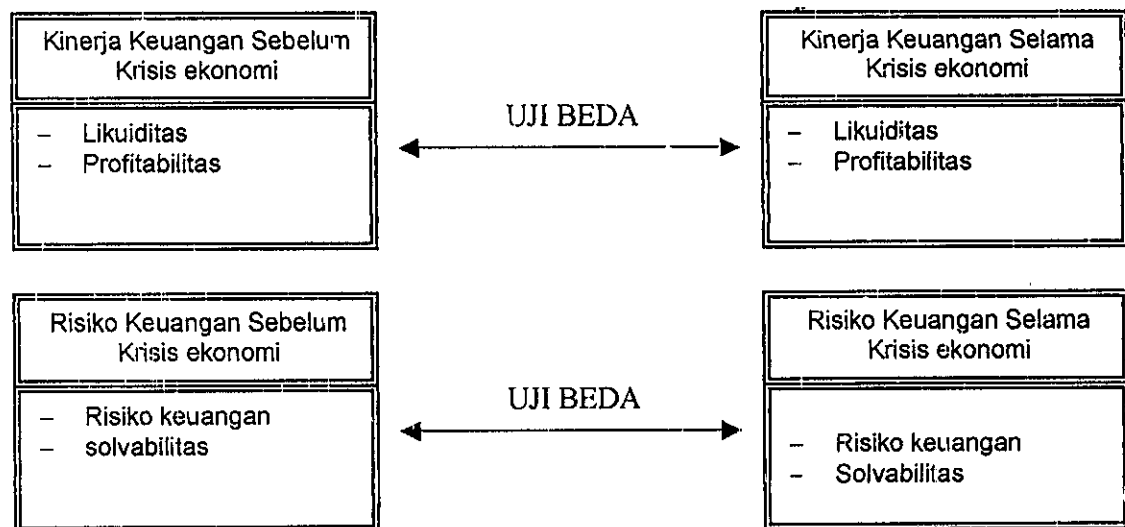 Kinerja Keuangan Sebelum
Krisis ekonomi
– Likuiditas
– Profitabilitas
UJI BEDA
Kinerja Keuangan Selama
Krisis ekonomi
– Likuiditas
– Profitabilitas
Risiko Keuangan Sebelum
Krisis ekonomi
– Risiko keuangan
– solvabilitas
UJI BEDA
Risiko Keuangan Selama
Krisis ekonomi
– Risiko keuangan
– Solvabilitas